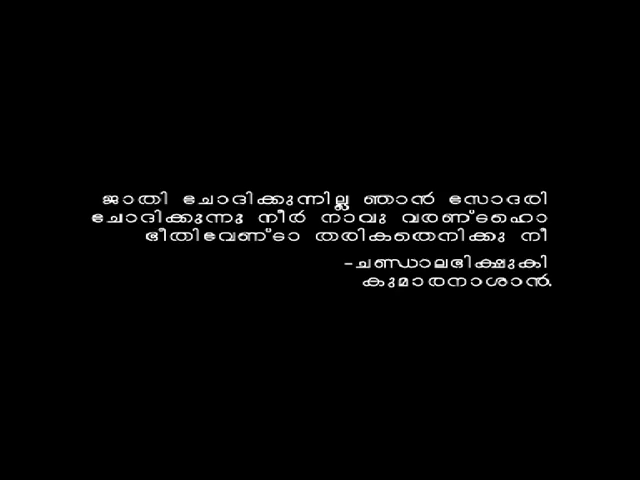 ജാതി ചോദിക്കുന്നില്ല ഞാൻ സോദരി
ചോദിക്കുന്നു നീർ നാവു വരണ്ടഹൊ
ഭീതിവേണ്ടാ തരികതെനിക്കു നീ
-ചണ്ഡാലഭിക്ഷുകി
കുമാരനാശാൻ.